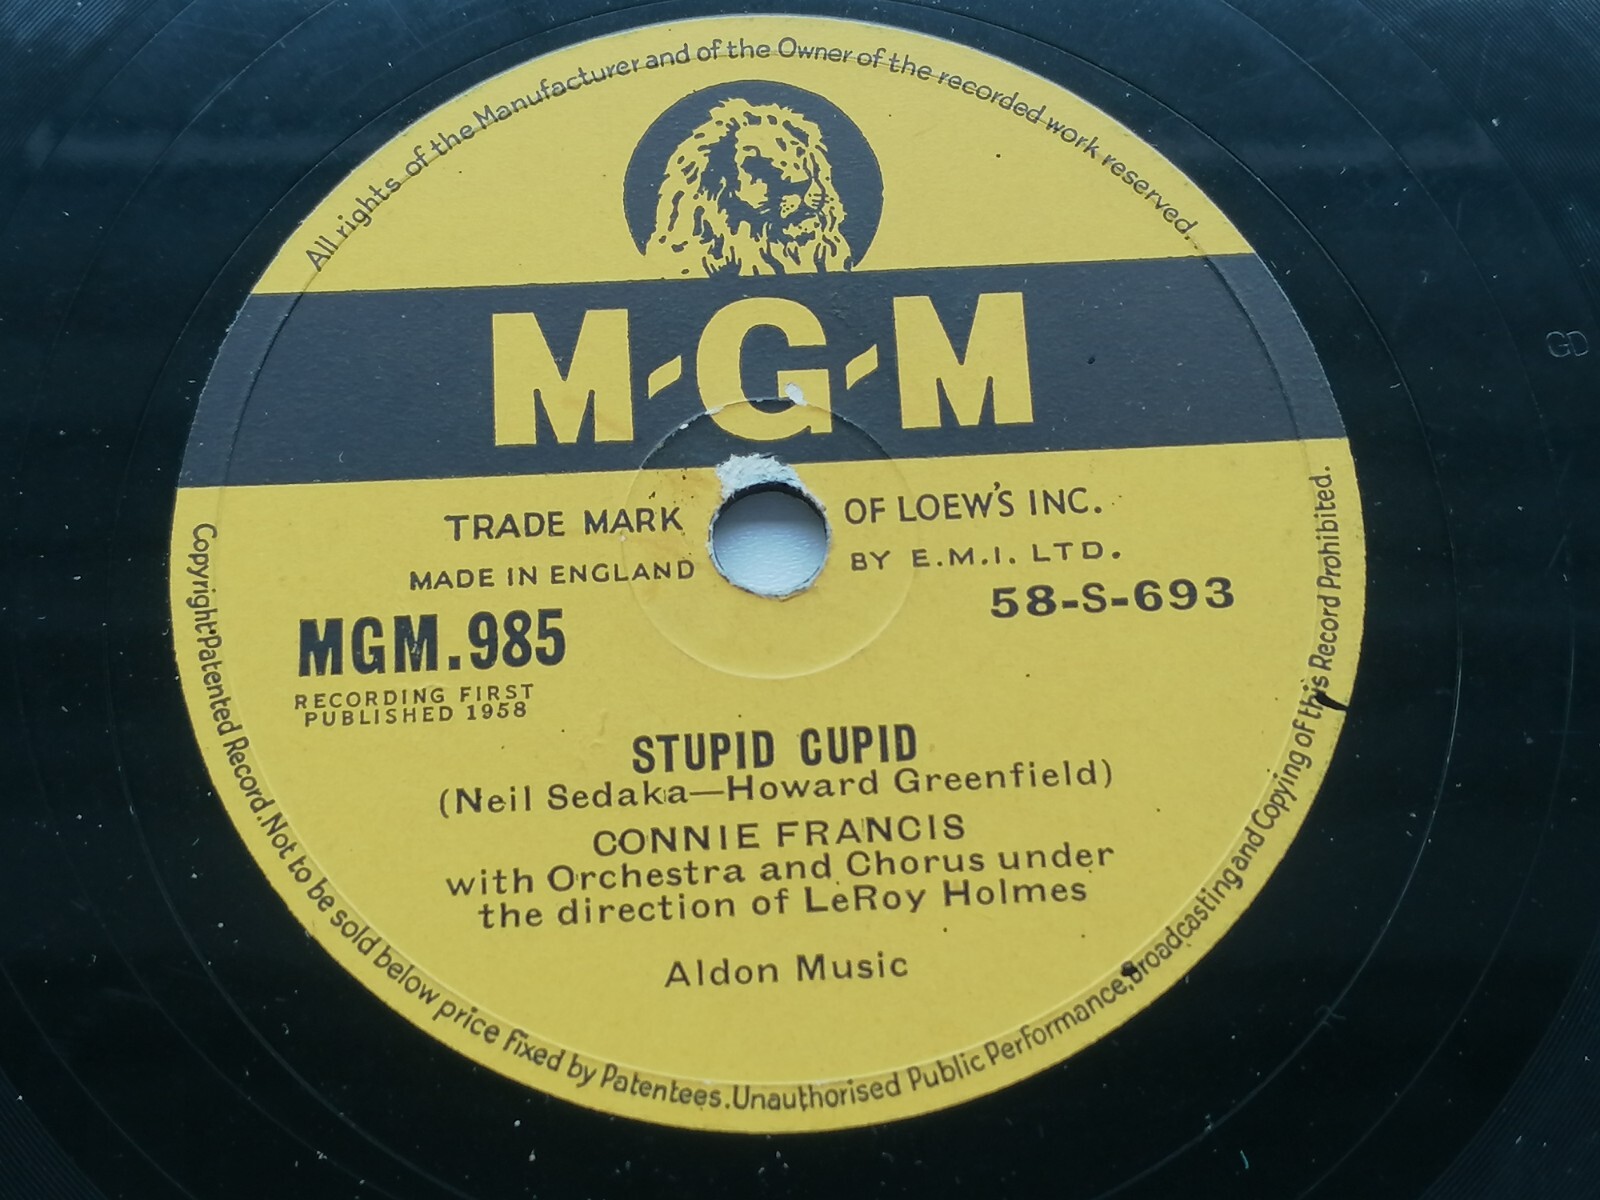 All rights of the Manufacturer and of the Owner of the recorded work reserved.
M-G-M
TRADE MARK OF LOEW'S INC.
MADE IN ENGLAND BY E.M.I. LTD.
58-S-693
MGM.985
RECORDING FIRST
PUBLISHED 1958
STUPID CUPID
(Neil Sedaka—Howard Greenfield)
CONNIE FRANCIS
with Orchestra and Chorus under
the direction of LeRoy Holmes
Aldon Music
Copyright:Patented Record.Not to be sold below price fixed by Patentees.Unauthorised Public Performance,Broadcasting and Copying of this Record Prohibited.
GD